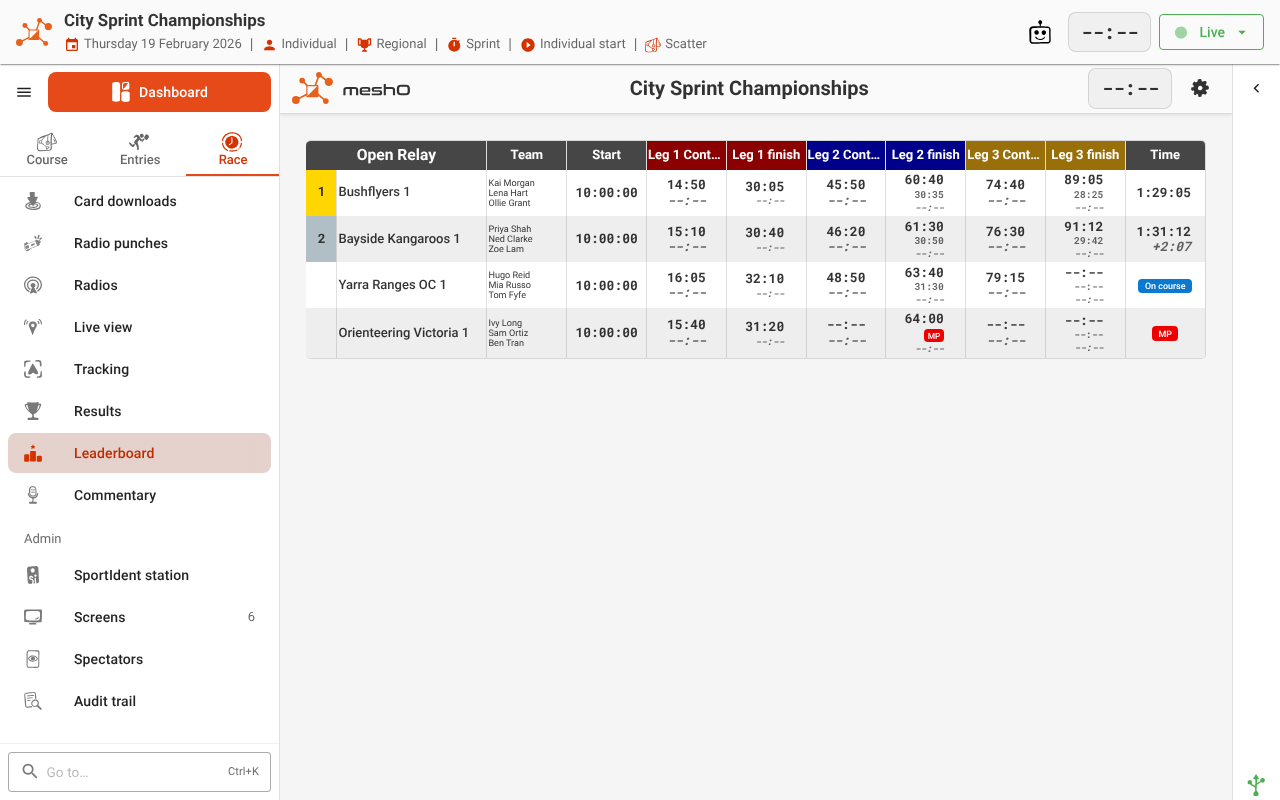 City Sprint Championships
Thursday 19 February 2026 | Individual | Regional | Sprint | Individual start | Scatter
--:--
Live
Dashboard
meshO
City Sprint Championships
--:--
Course
Entries
Race
Card downloads
Radio punches
Radios
Live view
Tracking
Results
Leaderboard
Commentary
Admin
SportIdent station
Screens 6
Spectators
Audit trail
Go to... Ctrl+K
Open Relay Team Start Leg 1 Cont... Leg 1 finish Leg 2 Cont... Leg 2 finish Leg 3 Cont... Leg 3 finish Time
1 Bushflyers 1
Kai Morgan
Lena Hart
Ollie Grant
10:00:00
14:50
--:--
30:05
--:--
45:50
--:--
60:40
30:35
--:--
74:40
--:--
89:05
28:25
--:--
1:29:05
2 Bayside Kangaroos 1
Priya Shah
Ned Clarke
Zoe Lam
10:00:00
15:10
--:--
30:40
--:--
46:20
--:--
61:30
30:50
--:--
76:30
--:--
91:12
29:42
--:--
1:31:12
+2:07
Yarra Ranges OC 1
Hugo Reid
Mia Russo
Tom Fyfe
10:00:00
16:05
--:--
32:10
--:--
48:50
--:--
63:40
31:30
--:--
79:15
--:--
--:--
--:--
--:--
On course
Orienteering Victoria 1
Ivy Long
Sam Ortiz
Ben Tran
10:00:00
15:40
--:--
31:20
--:--
--:--
--:--
64:00
MP
--:--
--:--
--:--
--:--
--:--
--:--
MP